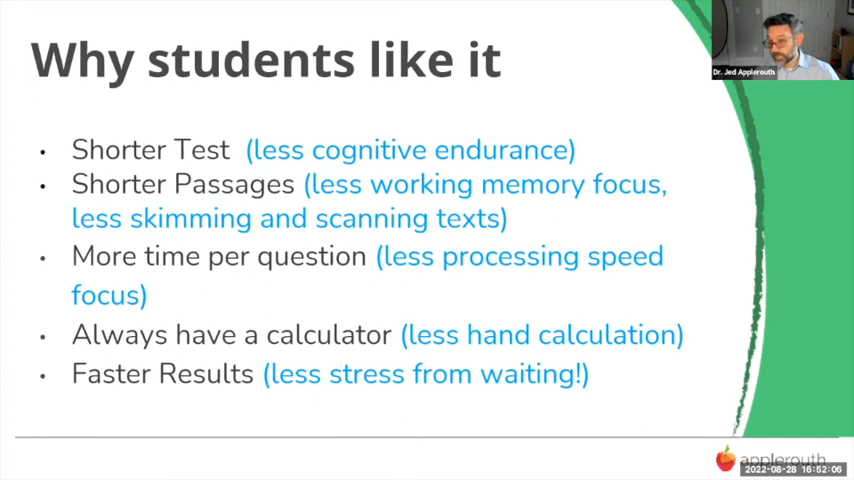 Dr. Jed Applerouth
Why students like it
• Shorter Test (less cognitive endurance)
• Shorter Passages (less working memory focus,
less skimming and scanning texts)
• More time per question (less processing speed
focus)
• Always have a calculator (less hand calculation)
• Faster Results (less stress from waiting!)
applerouth
2022-08-28 16:52:06